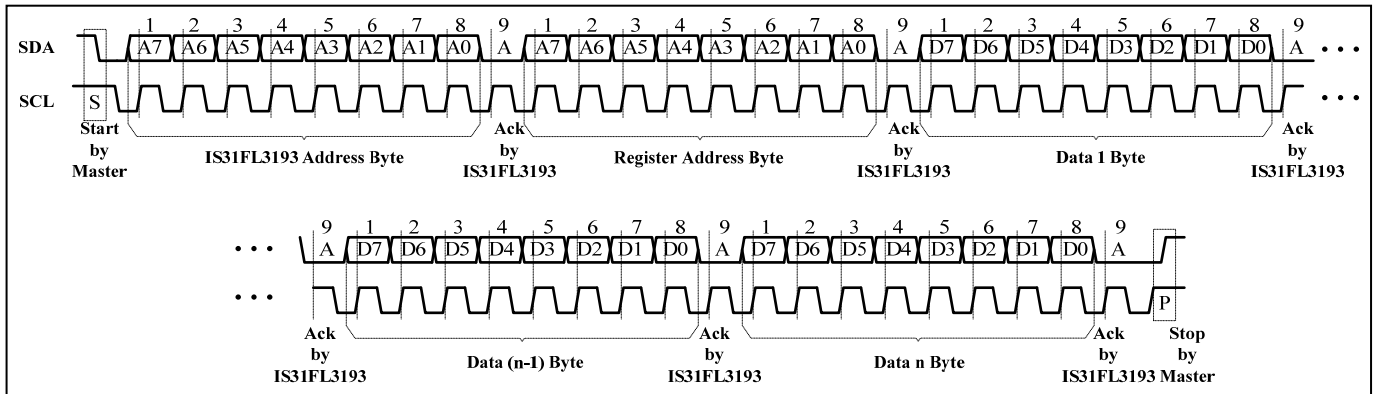 1 2 3 4 5 6 7 8 9 1 2 3 4 5 6 7 8 9 1 2 3 4 5 6 7 8 9
SDA A7 A6 A5 A4 A3 A2 A1 A0 A A7 A6 A5 A4 A3 A2 A1 A0 A D7 D6 D5 D4 D3 D2 D1 D0 A • • •
SCL S • • •
Start by Master
IS31FL3193 Address Byte
Ack by IS31FL3193
Register Address Byte
Ack by IS31FL3193
Data 1 Byte
Ack by IS31FL3193
9 1 2 3 4 5 6 7 8 9 1 2 3 4 5 6 7 8 9
• • • A D7 D6 D5 D4 D3 D2 D1 D0 A D7 D6 D5 D4 D3 D2 D1 D0 A
• • • P
Ack by IS31FL3193
Data (n-1) Byte
Ack by IS31FL3193
Data n Byte
Ack by IS31FL3193
Stop by Master